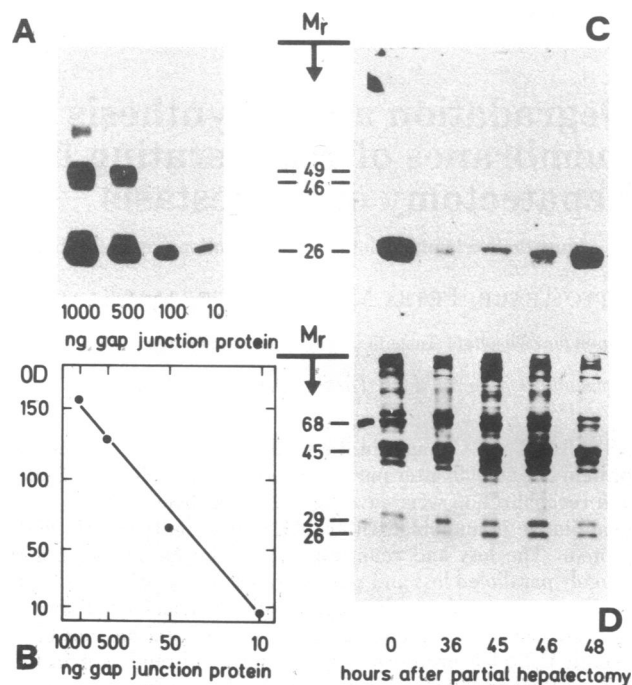 A
Mr
C
49
46
26
1000 500 100 10
ng gap junction protein
Mr
OD
150
100
50
10
68
45
29
26
1000 500 50 10
B
ng gap junction protein
D
0 36 45 46 48
hours after partial hepatectomy